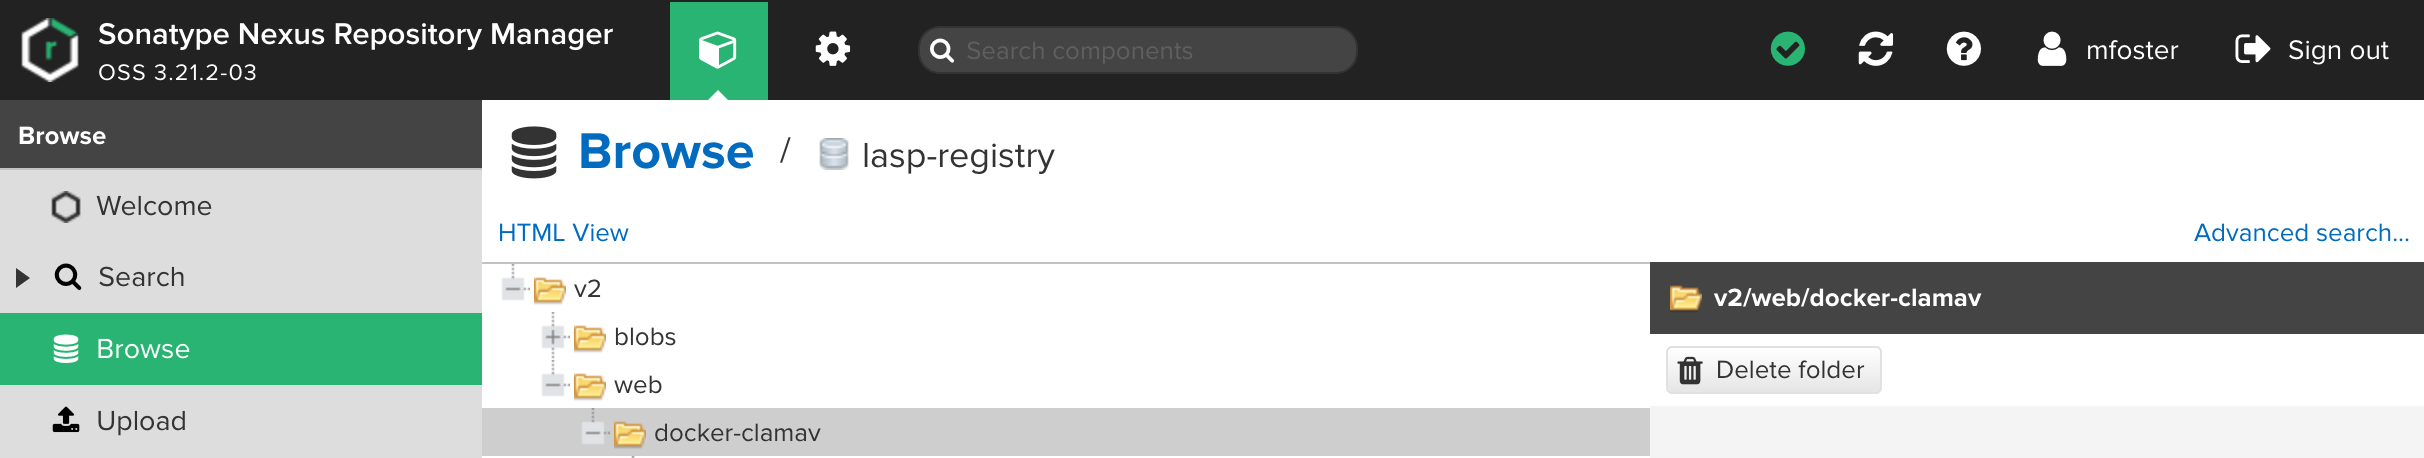 Sonatype Nexus Repository Manager
OSS 3.21.2-03
Search components
mfoster
Sign out
Browse
Welcome
Search
Browse
Upload
Browse / lasp-registry
HTML View
Advanced search...
v2
blobs
web
docker-clamav
v2/web/docker-clamav
Delete folder